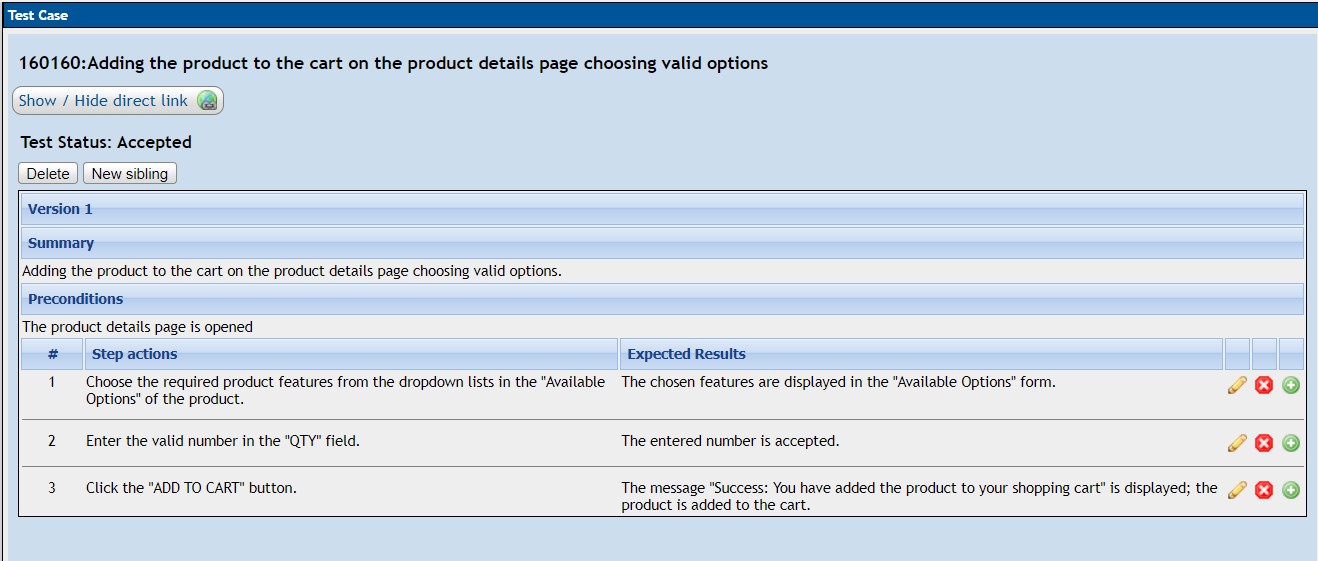 Test Case
160160:Adding the product to the cart on the product details page choosing valid options
Show / Hide direct link
Test Status: Accepted
Delete New sibling
Version 1
Summary
Adding the product to the cart on the product details page choosing valid options.
Preconditions
The product details page is opened
# Step actions Expected Results
1 Choose the required product features from the dropdown lists in the "Available The chosen features are displayed in the "Available Options" form.
Options" of the product.
2 Enter the valid number in the "QTY" field. The entered number is accepted.
3 Click the "ADD TO CART" button. The message "Success: You have added the product to your shopping cart" is displayed; the
product is added to the cart.